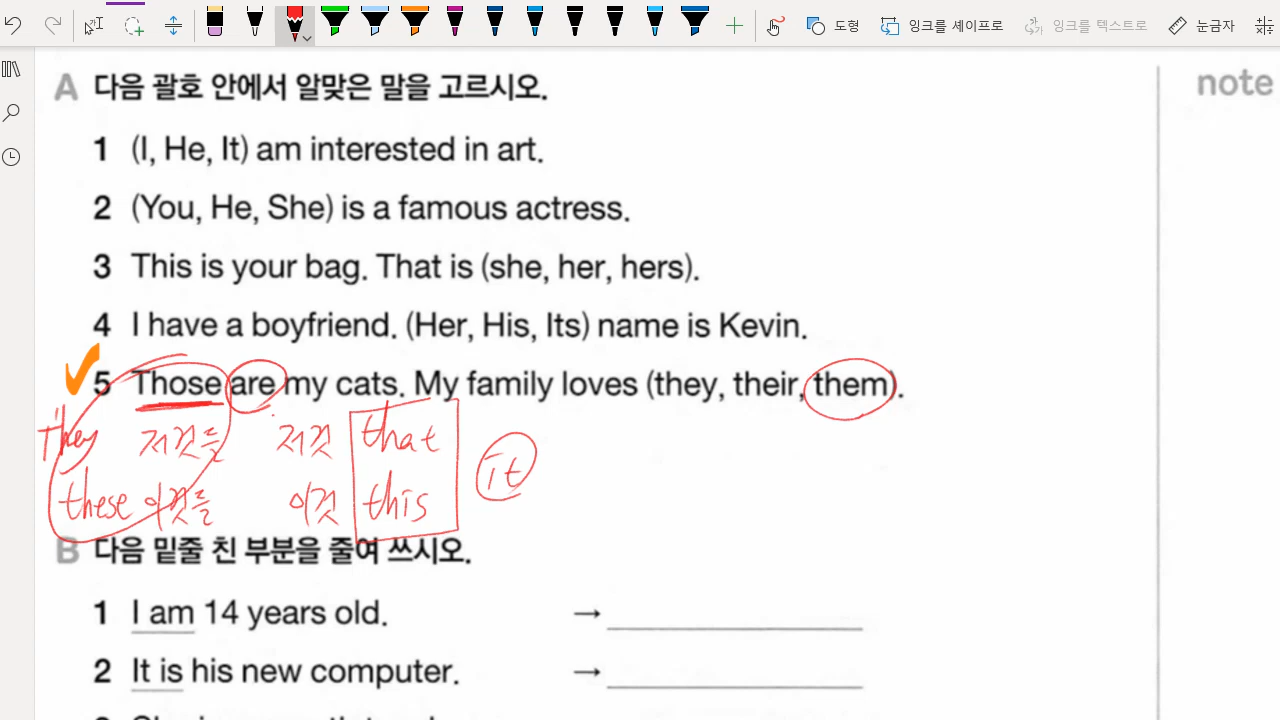 도형 잉크를 셰이프로 잉크를 텍스트로 눈금자
note
A 다음 괄호 안에서 알맞은 말을 고르시오.
1 (I, He, It) am interested in art.
2 (You, He, She) is a famous actress.
3 This is your bag. That is (she, her, hers).
4 I have a boyfriend. (Her, His, Its) name is Kevin.
5 Those are my cats. My family loves (they, their, them).
they 저것들 저것 that it
these 이것들 이것 this
B 다음 밑줄 친 부분을 줄여 쓰시오.
1 I am 14 years old. →
2 It is his new computer. →